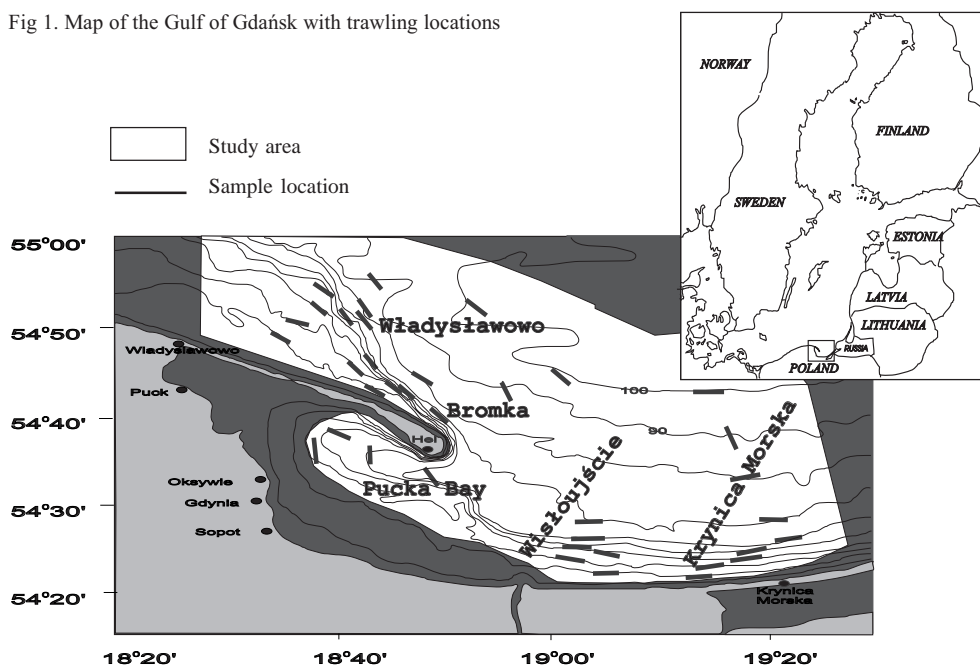 Fig 1. Map of the Gulf of Gdańsk with trawling locations
NORWAY
FINLAND
SWEDEN
ESTONIA
LATVIA
LITHUANIA
RUSSIA
POLAND
Study area
Sample location
55°00'
54°50'
54°40'
54°30'
54°20'
Władysławowo
Władysławowo
Puck
100
Bromka
90
Hel
Oksywie
Pucka Bay
Gdynia
Sopot
Wisłoujście
Krynica Morska
Krynica
Morska
18°20'
18°40'
19°00'
19°20'